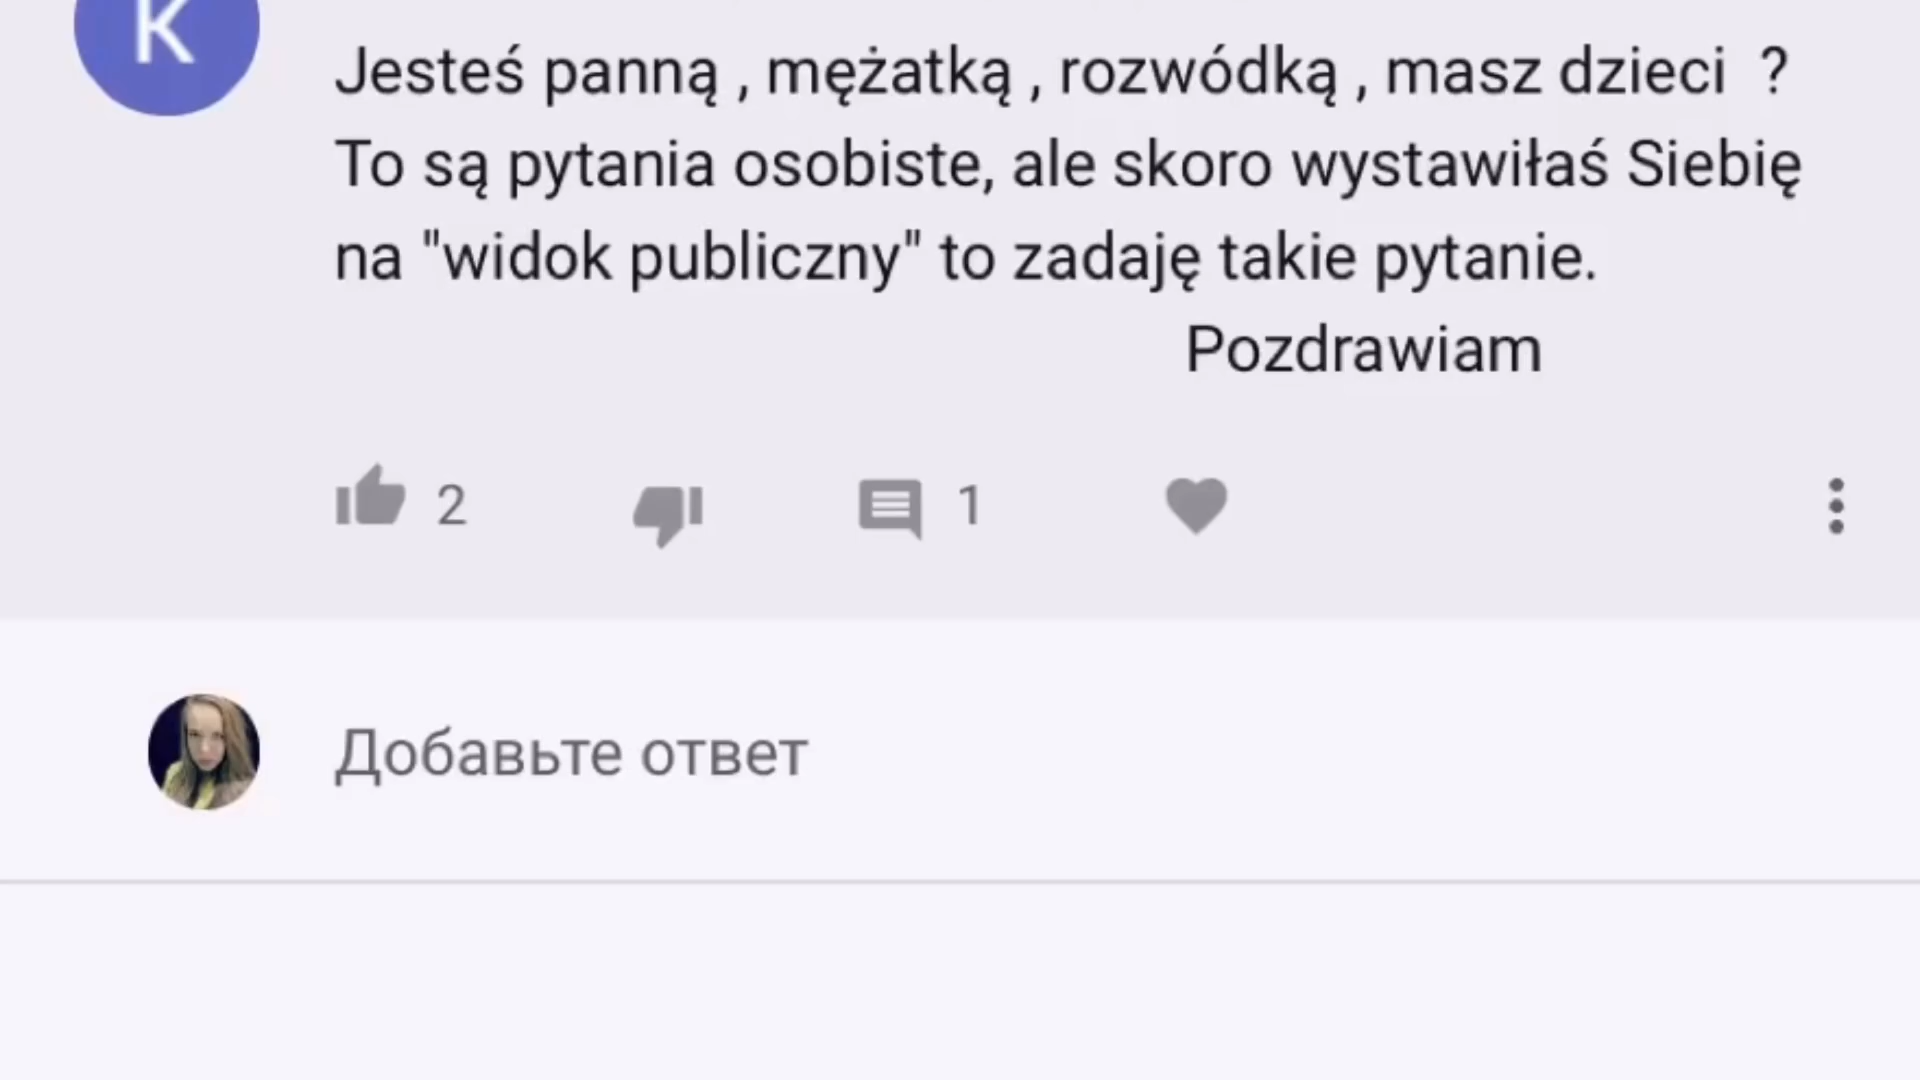 K
Jesteś panną , mężatką , rozwódką , masz dzieci  ?
To są pytania osobiste, ale skoro wystawiłaś Siebię
na "widok publiczny" to zadaję takie pytanie.
Pozdrawiam
2
1
Добавьте ответ